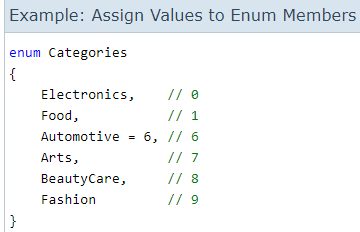 Example: Assign Values to Enum Members
enum Categories
{
    Electronics,    // 0
    Food,           // 1
    Automotive = 6, // 6
    Arts,           // 7
    BeautyCare,     // 8
    Fashion         // 9
}